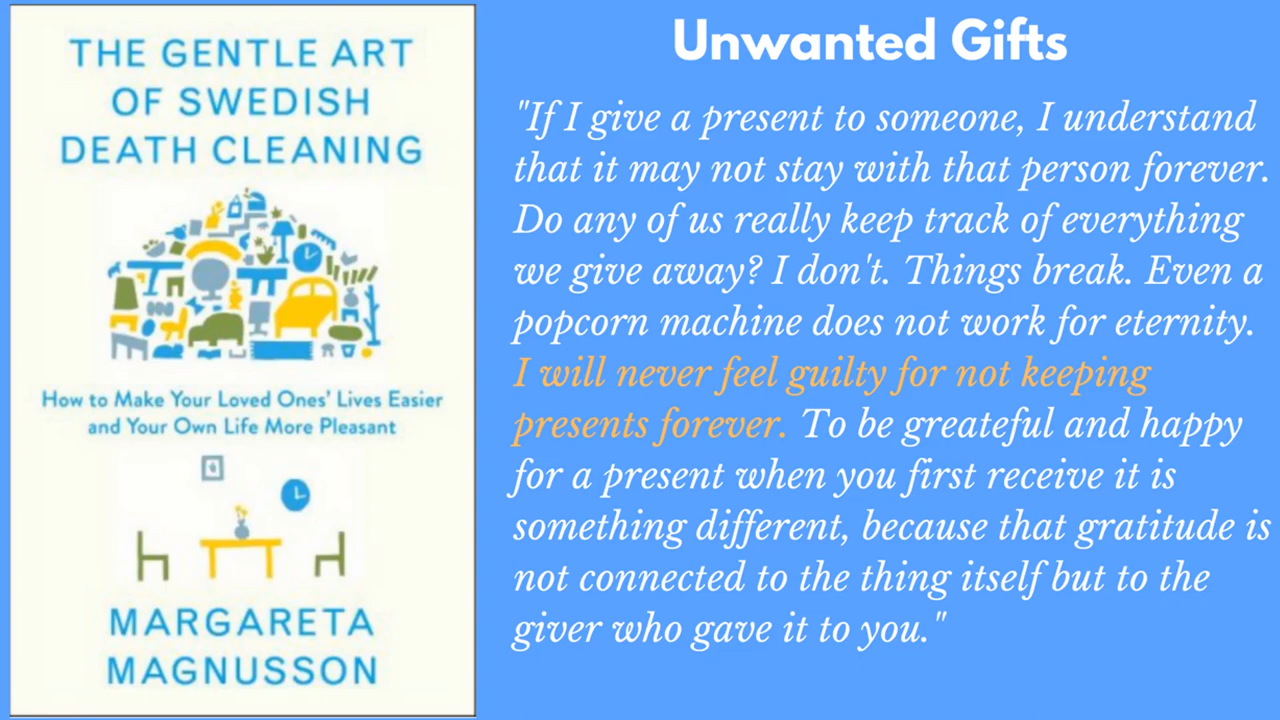 THE GENTLE ART
OF SWEDISH
DEATH CLEANING
How to Make Your Loved Ones' Lives Easier
and Your Own Life More Pleasant
MARGARETA
MAGNUSSON
Unwanted Gifts
"If I give a present to someone, I understand
that it may not stay with that person forever.
Do any of us really keep track of everything
we give away? I don't. Things break. Even a
popcorn machine does not work for eternity.
I will never feel guilty for not keeping
presents forever. To be greateful and happy
for a present when you first receive it is
something different, because that gratitude is
not connected to the thing itself but to the
giver who gave it to you."